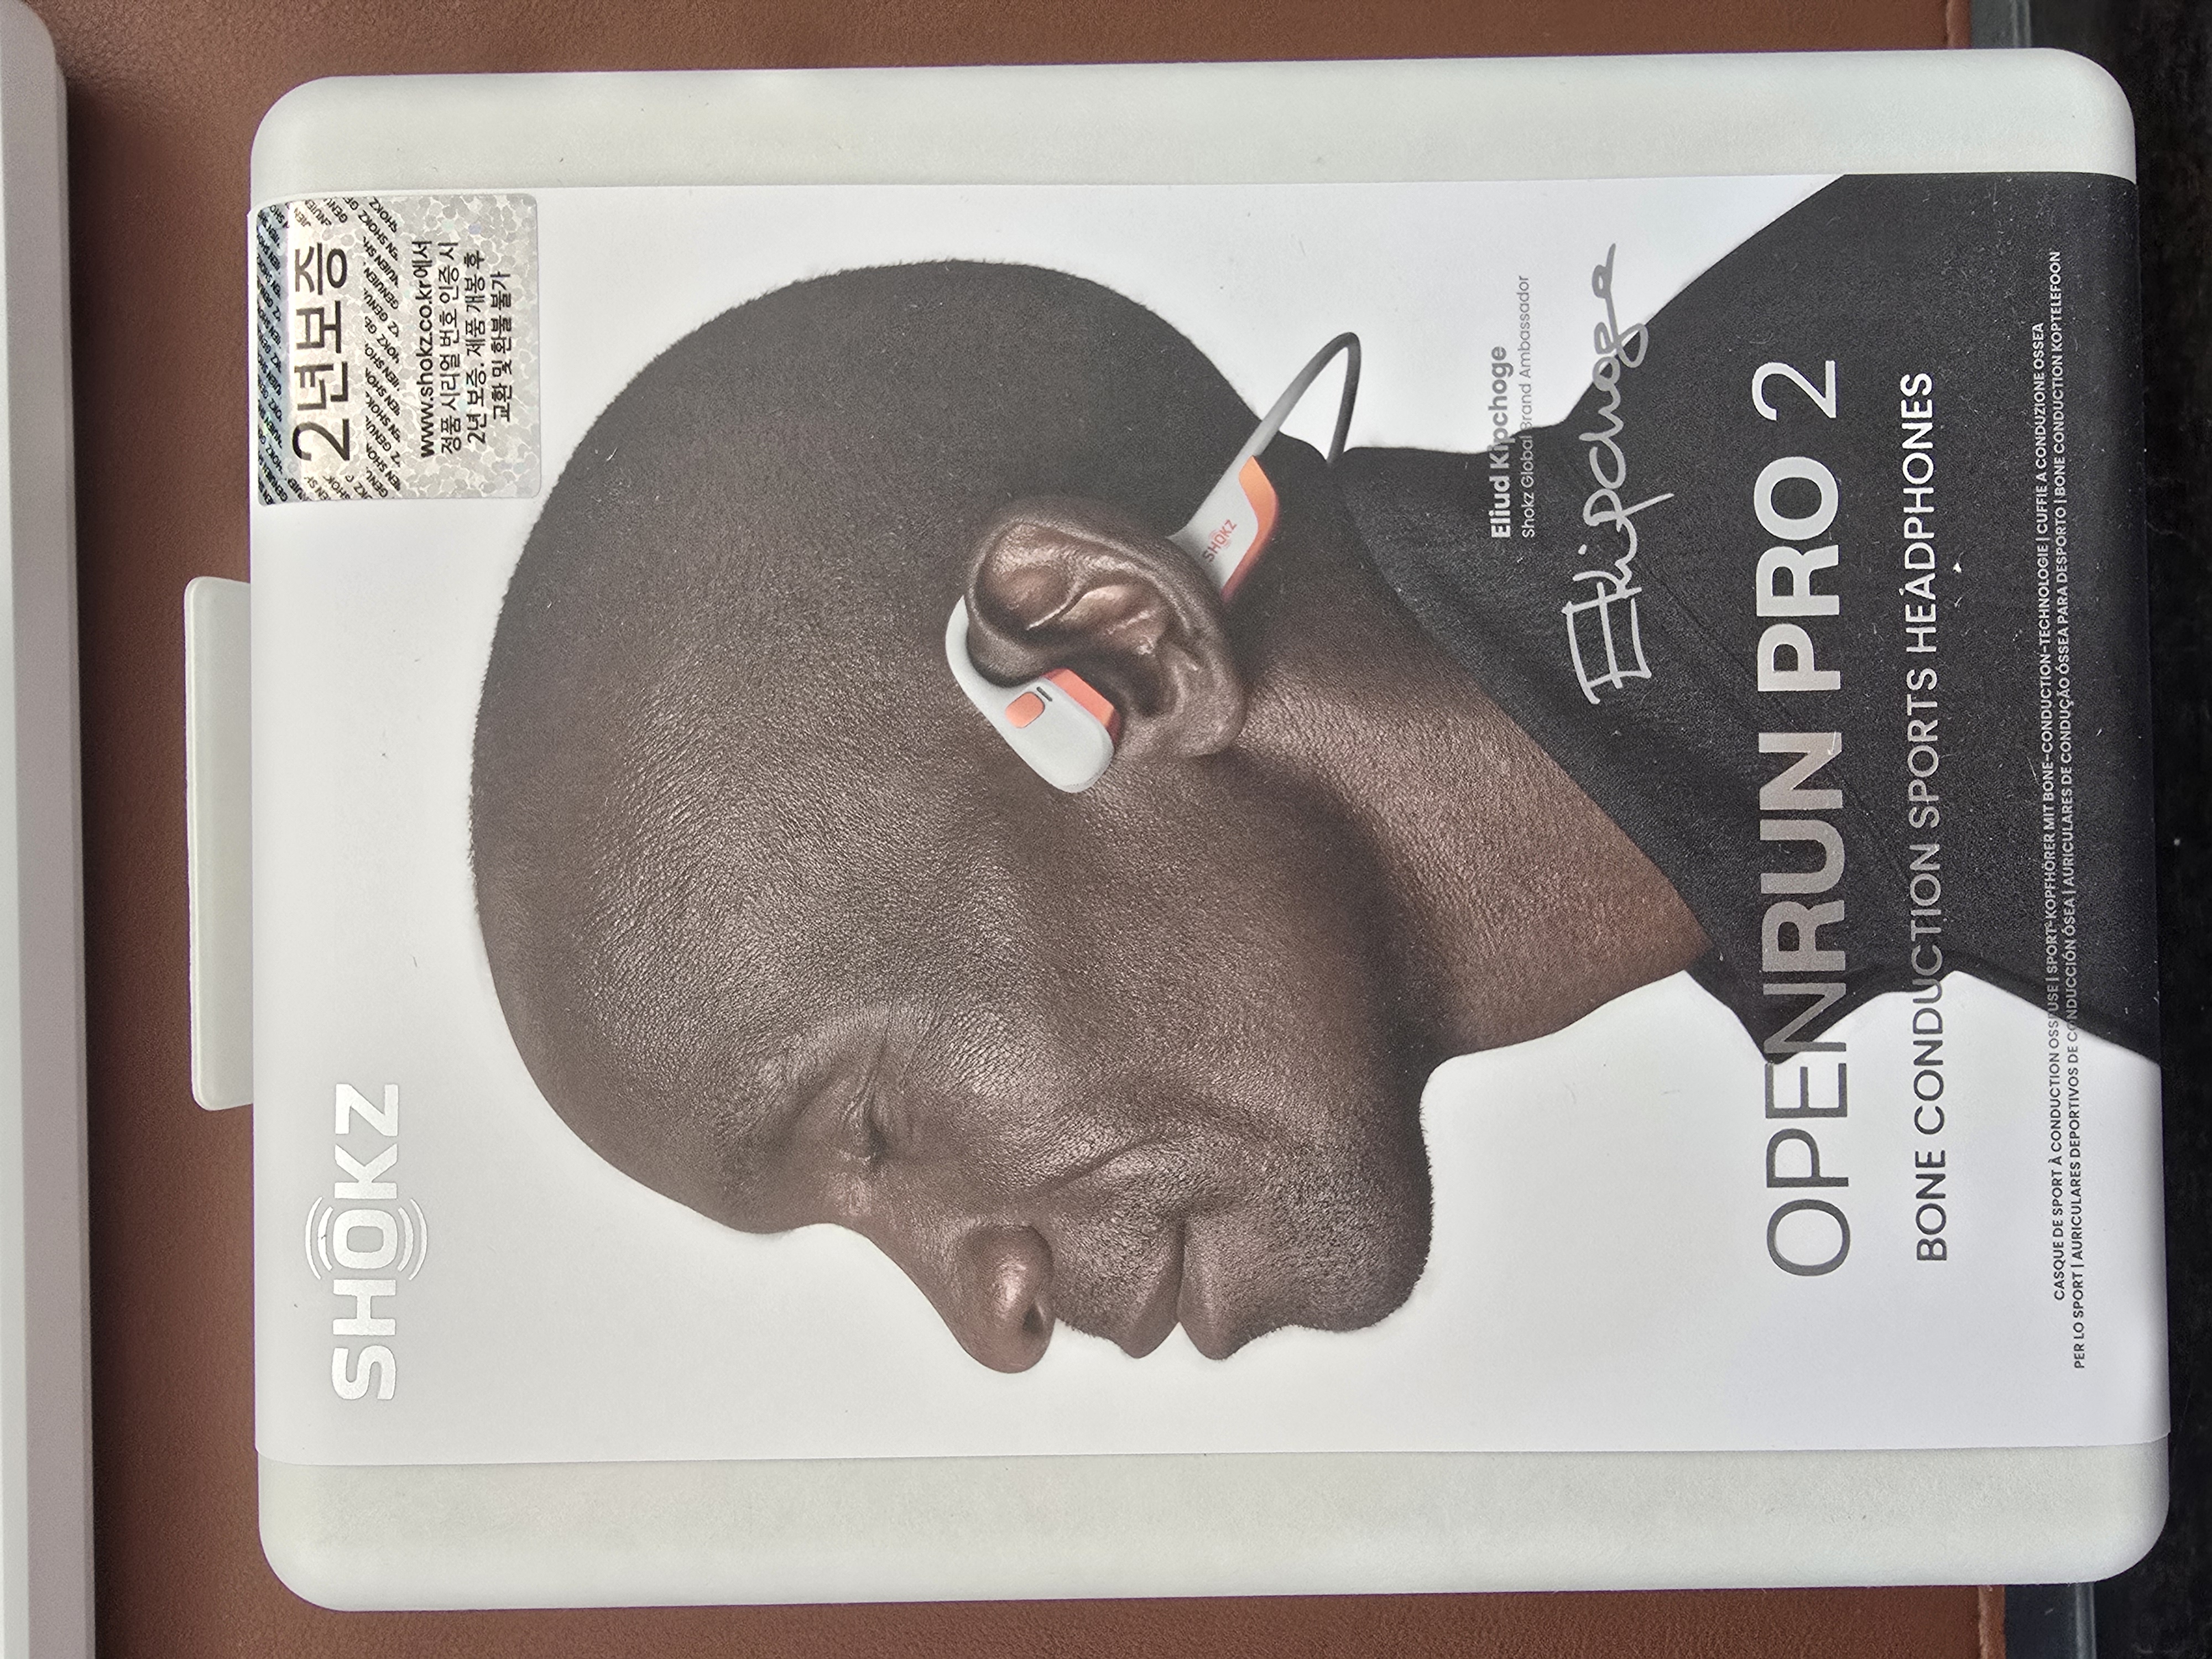 SHOKZ
2년보증
www.shokz.co.kr에서
정품 시리얼 번호 인증 시
2년 보증. 제품 개봉 후
교환 및 환불 불가
SHOKZ
Eliud Kipchoge
Shokz Global Brand Ambassador
EKipchoge
OPENRUN PRO 2
BONE CONDUCTION SPORTS HEADPHONES
CASQUE DE SPORT À CONDUCTION OSSEUSE | SPORT-KOPFHÖRER MIT BONE-CONDUCTION-TECHNOLOGIE | CUFFIE A CONDUZIONE OSSEA
PER LO SPORT | AURICULARES DEPORTIVOS DE CONDUCCIÓN ÓSEA | AURICULARES DE CONDUÇÃO ÓSSEA PARA DESPORTO | BONE CONDUCTION KOPTELEFOON